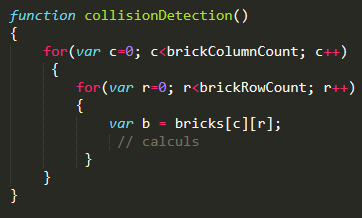 function collisionDetection()
{
    for(var c=0; c<brickColumnCount; c++)
     {
        for(var r=0; r<brickRowCount; r++)
        {
            var b = bricks[c][r];
             // calculs
         }
    }
}